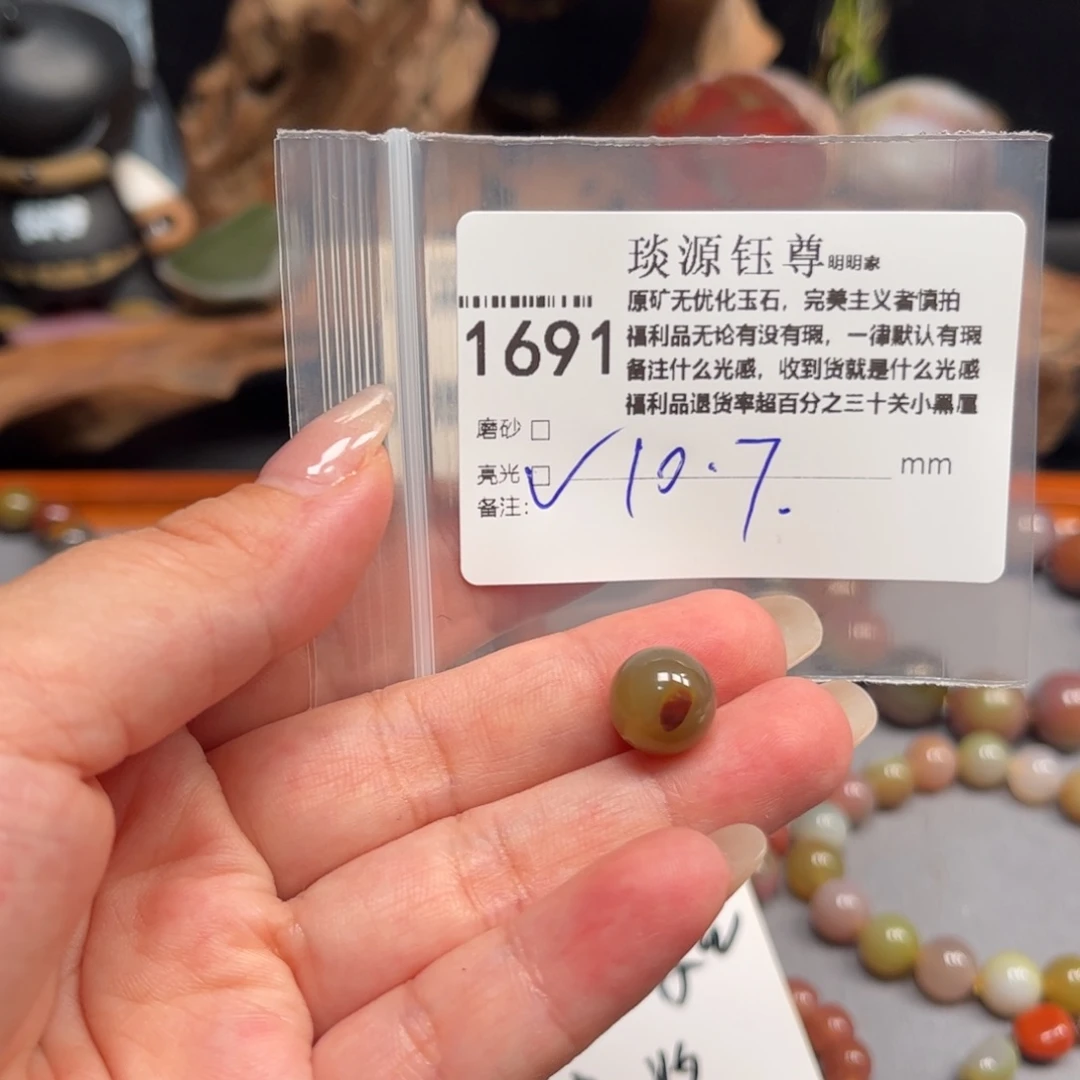 琰源钰尊明明家
原矿无优化玉石，完美主义者慎拍
1691
福利品无论有没有瑕，一律默认有瑕
备注什么光感，收到货就是什么光感
福利品退货率超百分之三十关小黑屋
磨砂 □
亮光 □ ✓ 10.7. mm
备注：